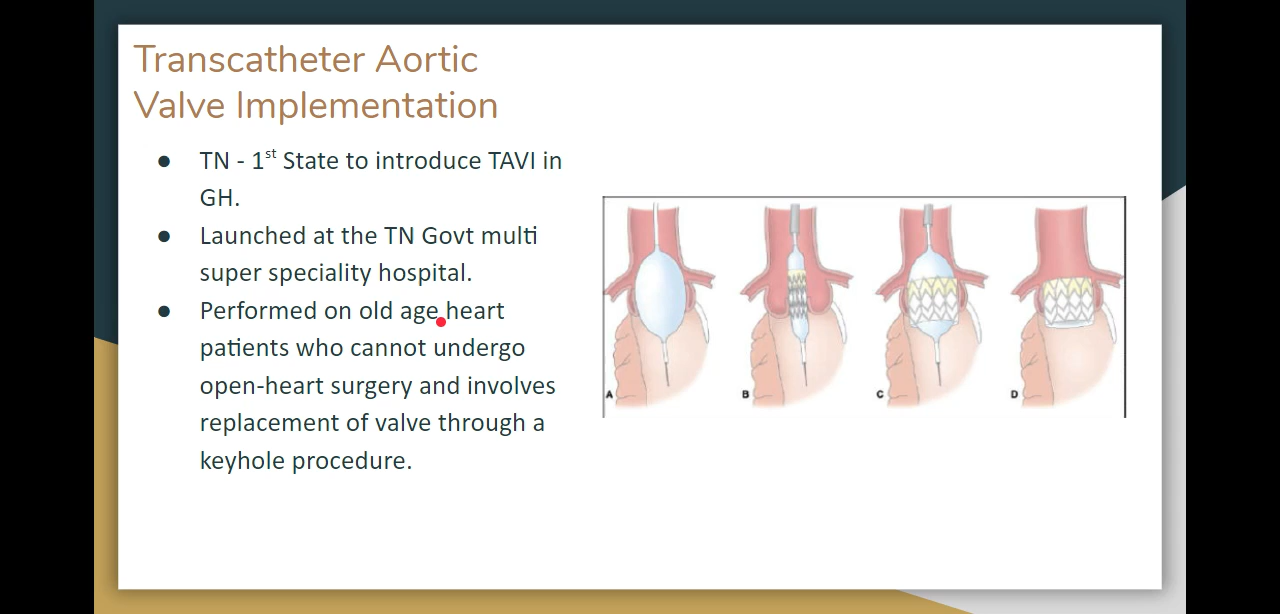 Transcatheter Aortic
Valve Implementation
● TN - 1st State to introduce TAVI in
GH.
● Launched at the TN Govt multi
super speciality hospital.
● Performed on old age heart
patients who cannot undergo
open-heart surgery and involves
replacement of valve through a
keyhole procedure.
A B C D